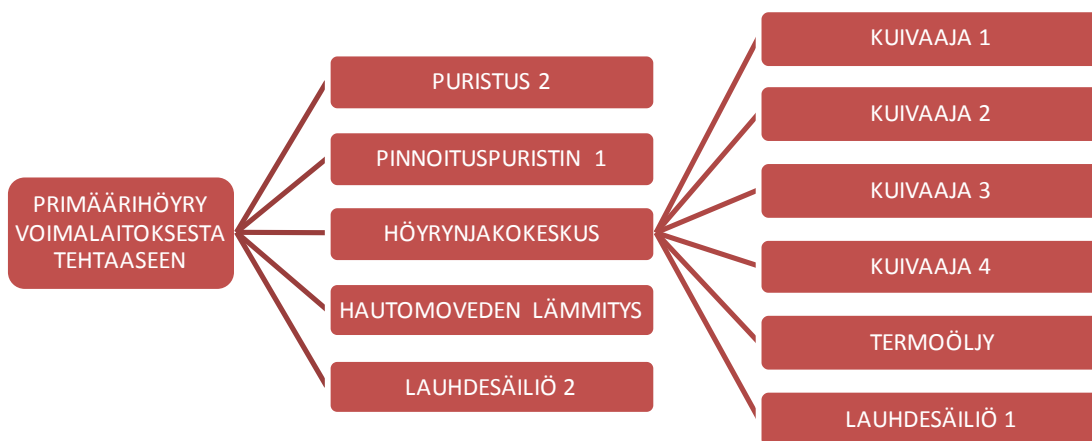 PRIMÄÄRIHÖYRY
VOIMALAITOKSESTA
TEHTAASEEN
PURISTUS 2
PINNOITUSPURISTIN 1
HÖYRYNJAKOKESKUS
HAUTOMOVEDEN LÄMMITYS
LAUHDESÄILIÖ 2
KUIVAAJA 1
KUIVAAJA 2
KUIVAAJA 3
KUIVAAJA 4
TERMOÖLJY
LAUHDESÄILIÖ 1